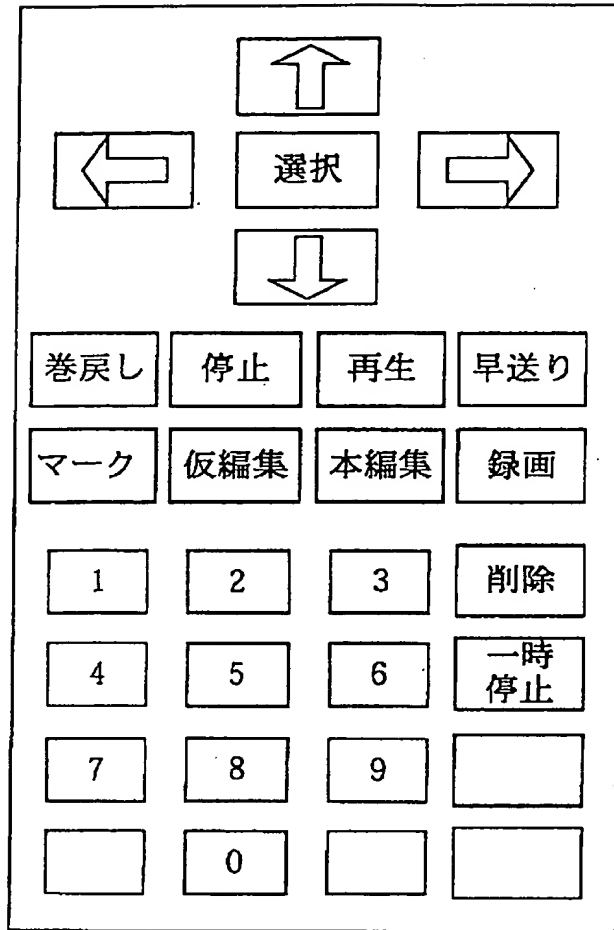 選択
巻戻し 停止 再生 早送り
マーク 仮編集 本編集 録画
1 2 3 削除
4 5 6 一時
停止
7 8 9
0